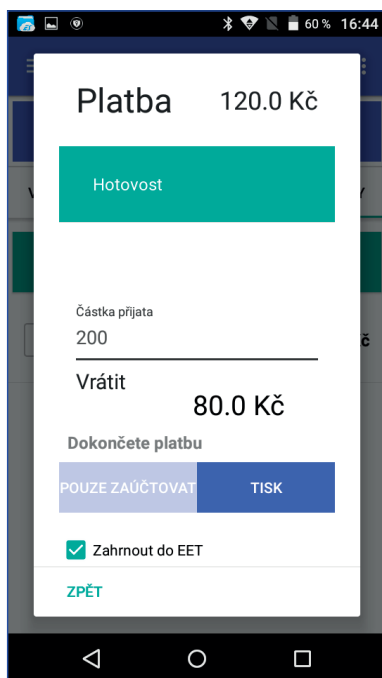 60 % 16:44
Platba 120.0 Kč
Hotovost
Částka přijata
200
Vrátit
80.0 Kč
Dokončete platbu
POUZE ZAÚČTOVAT TISK
Zahrnout do EET
ZPĚT